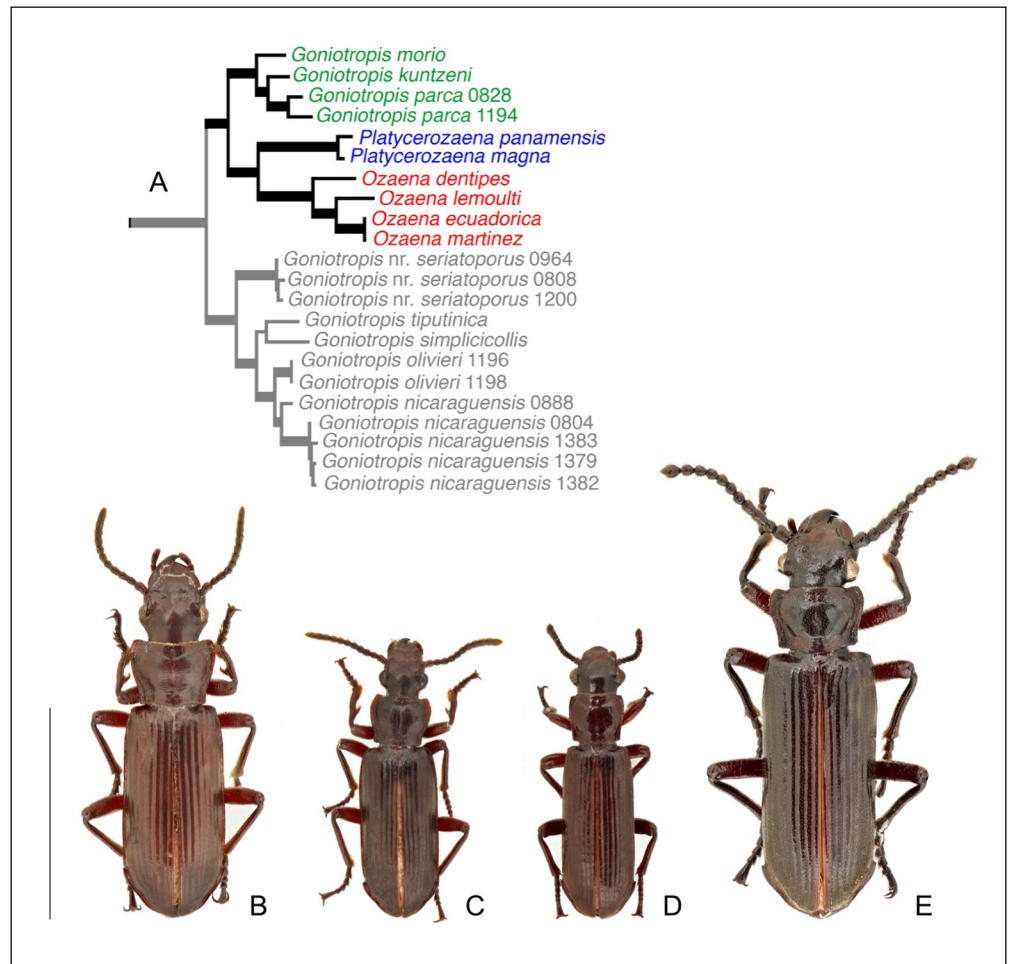 Goniotropis morio
Goniotropis kuntzeni
Goniotropis parca 0828
Goniotropis parca 1194
Platycerozaena panamensis
Platycerozaena magna
A
Ozaena dentipes
Ozaena lemoulti
Ozaena ecuadorica
Ozaena martinez
Goniotropis nr. seriatoporus 0964
Goniotropis nr. seriatoporus 0808
Goniotropis nr. seriatoporus 1200
Goniotropis tiputinica
Goniotropis simplicicollis
Goniotropis olivieri 1196
Goniotropis olivieri 1198
Goniotropis nicaraguensis 0888
Goniotropis nicaraguensis 0804
Goniotropis nicaraguensis 1383
Goniotropis nicaraguensis 1379
Goniotropis nicaraguensis 1382
B
C
D
E